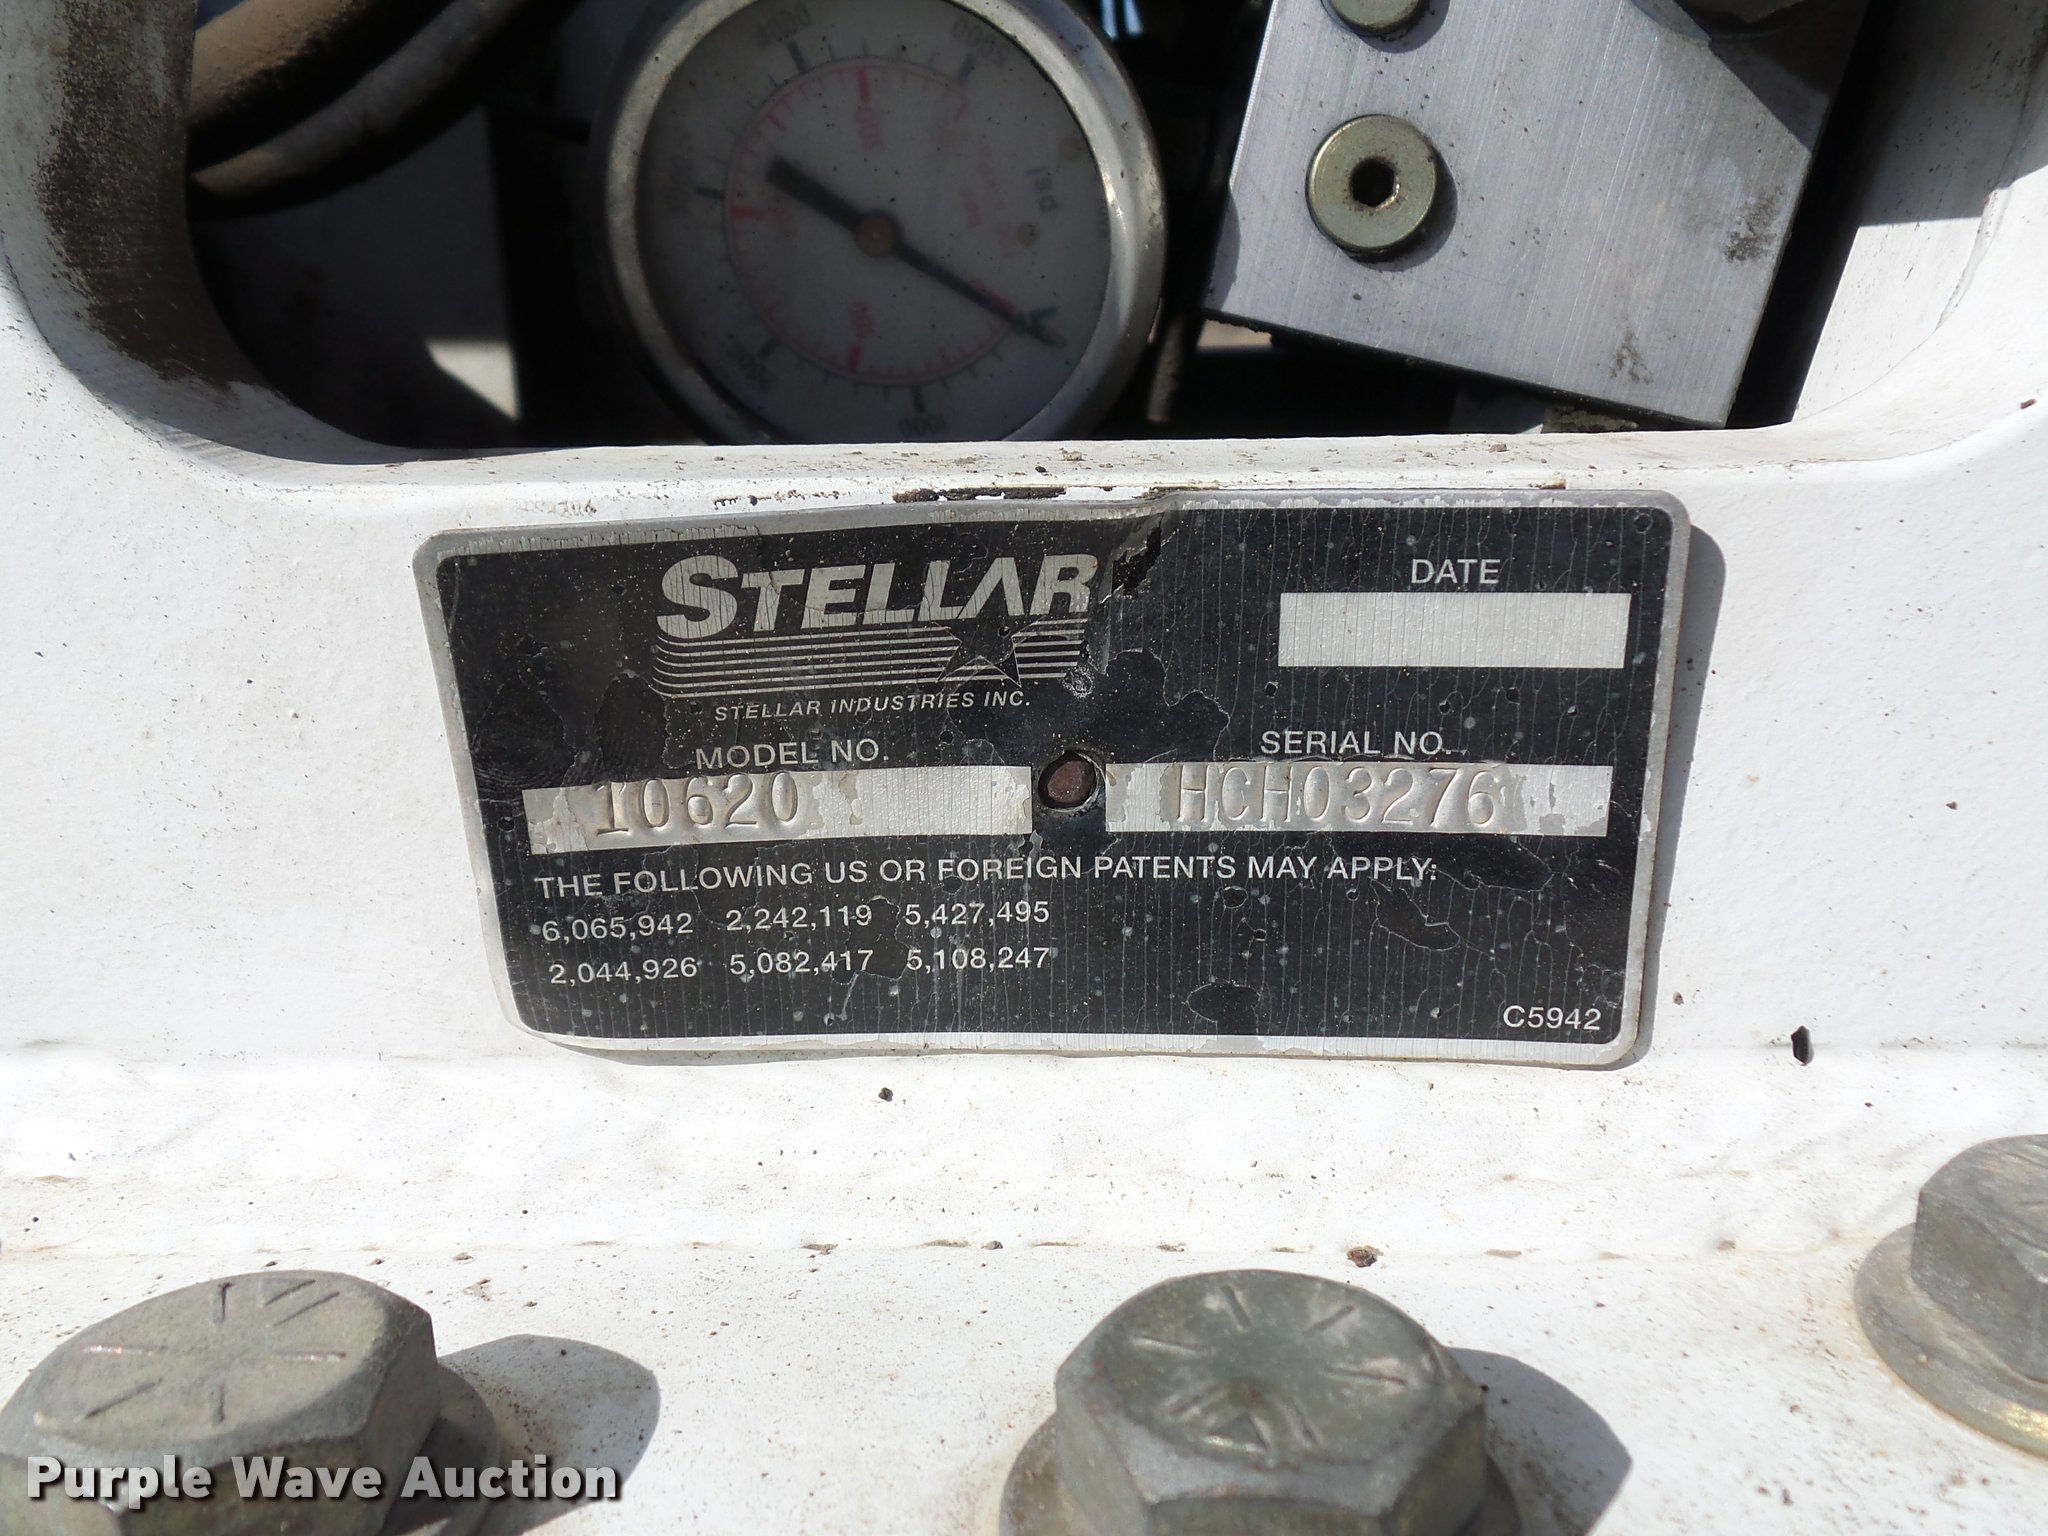 STELLAR
STELLAR INDUSTRIES INC.
DATE
MODEL NO.
10620
SERIAL NO.
HCH03276
THE FOLLOWING US OR FOREIGN PATENTS MAY APPLY:
6,065,942 2,242,119 5,427,495
2,044,926 5,082,417 5,108,247
C5942
1000
psi
Purple Wave Auction